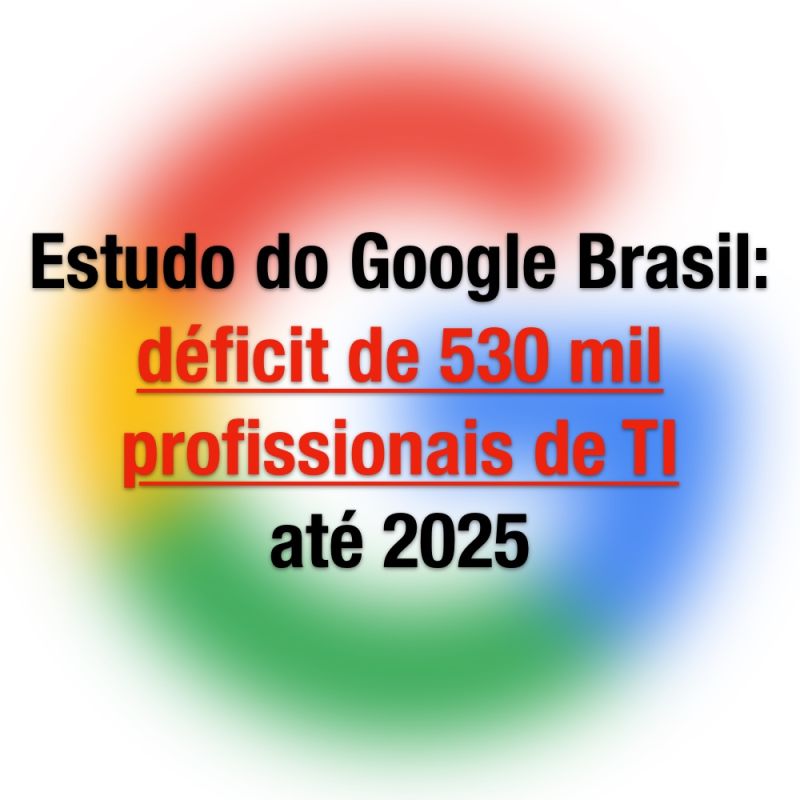 Estudo do Google Brasil:
déficit de 530 mil
profissionais de TI
até 2025